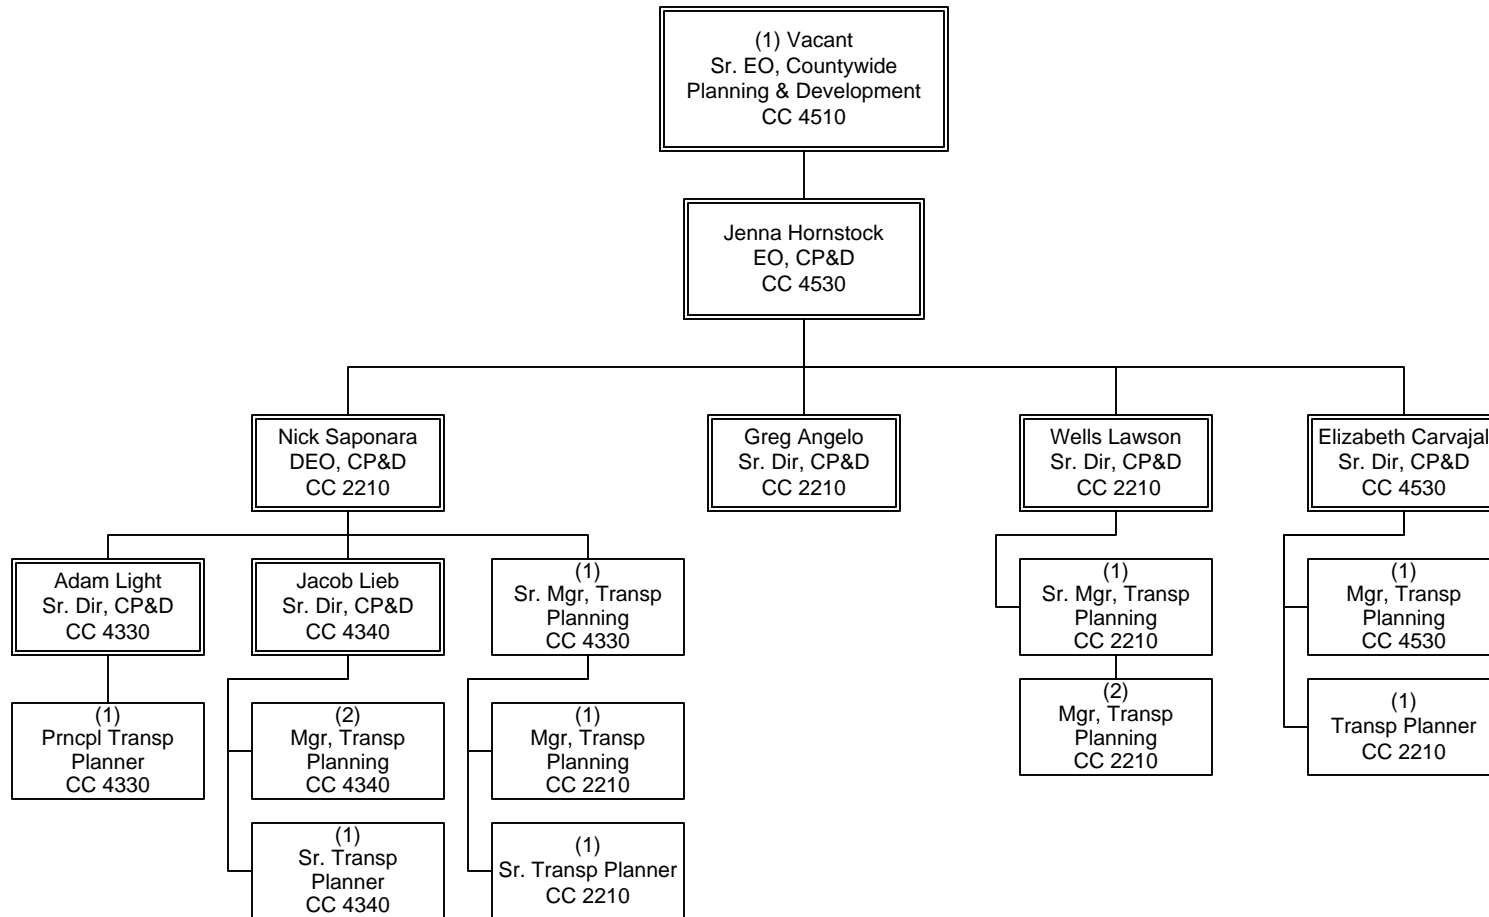 (1) Vacant
Sr. EO, Countywide
Planning & Development
CC 4510
Jenna Hornstock
EO, CP&D
CC 4530
Nick Saponara
DEO, CP&D
CC 2210
Greg Angelo
Sr. Dir, CP&D
CC 2210
Wells Lawson
Sr. Dir, CP&D
CC 2210
Elizabeth Carvajal
Sr. Dir, CP&D
CC 4530
Adam Light
Sr. Dir, CP&D
CC 4330
Jacob Lieb
Sr. Dir, CP&D
CC 4340
(1)
Sr. Mgr, Transp
Planning
CC 4330
(1)
Sr. Mgr, Transp
Planning
CC 2210
(1)
Mgr, Transp
Planning
CC 4530
(1)
Prncpl Transp
Planner
CC 4330
(2)
Mgr, Transp
Planning
CC 4340
(1)
Mgr, Transp
Planning
CC 2210
(2)
Mgr, Transp
Planning
CC 2210
(1)
Transp Planner
CC 2210
(1)
Sr. Transp
Planner
CC 4340
(1)
Sr. Transp Planner
CC 2210